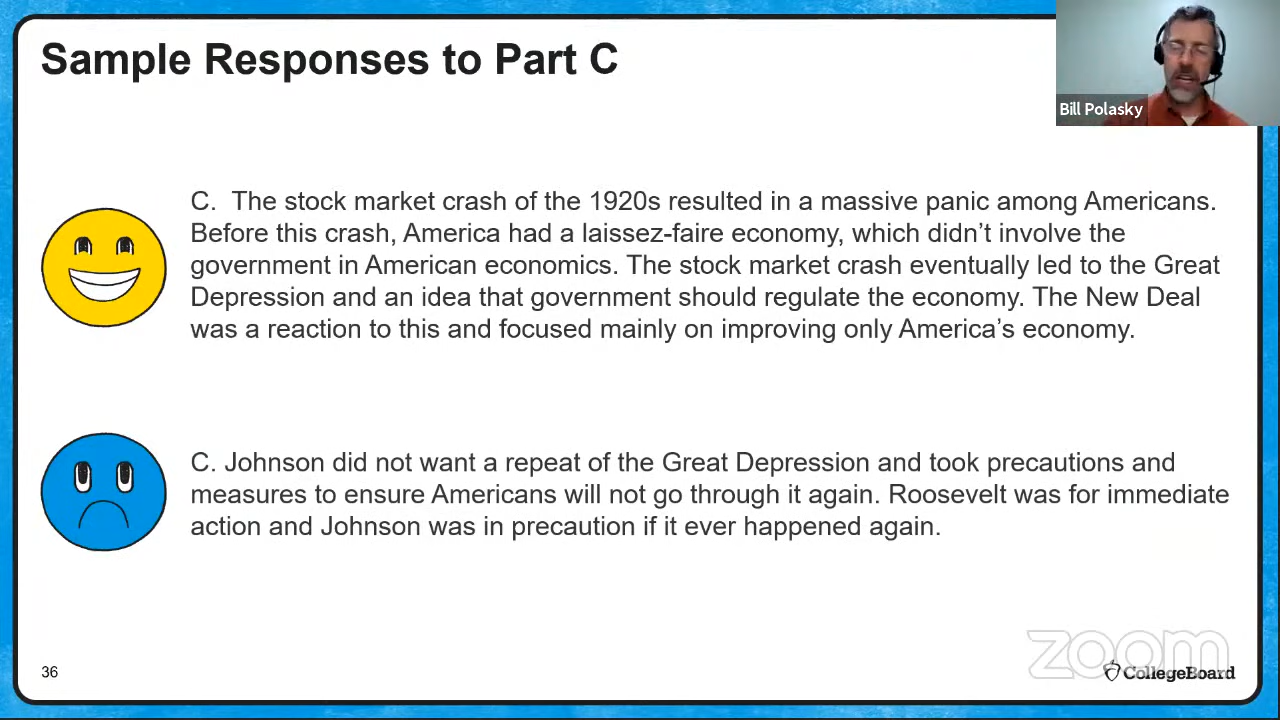 Sample Responses to Part C
Bill Polasky
C. The stock market crash of the 1920s resulted in a massive panic among Americans.
Before this crash, America had a laissez-faire economy, which didn’t involve the
government in American economics. The stock market crash eventually led to the Great
Depression and an idea that government should regulate the economy. The New Deal
was a reaction to this and focused mainly on improving only America’s economy.
C. Johnson did not want a repeat of the Great Depression and took precautions and
measures to ensure Americans will not go through it again. Roosevelt was for immediate
action and Johnson was in precaution if it ever happened again.
zoom
36
CollegeBoard